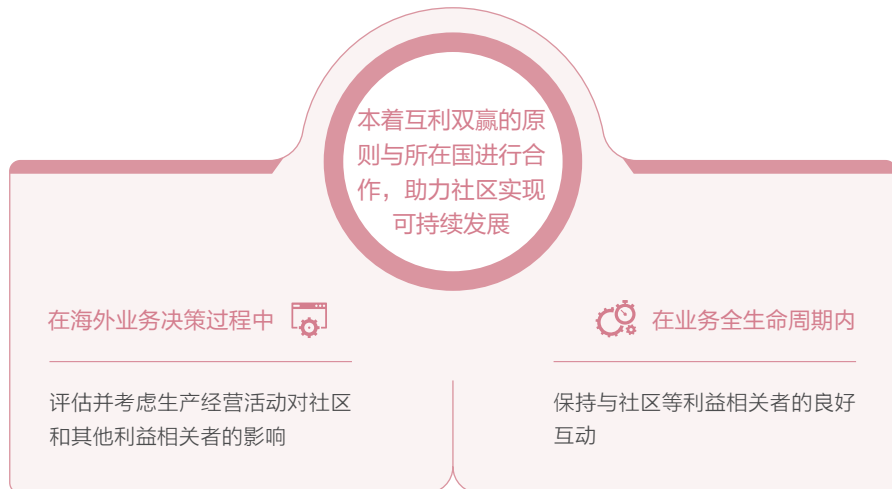 本着互利双赢的原
则与所在国进行合
作，助力社区实现
可持续发展
在海外业务决策过程中
评估并考虑生产经营活动对社区
和其他利益相关者的影响
在业务全生命周期内
保持与社区等利益相关者的良好
互动